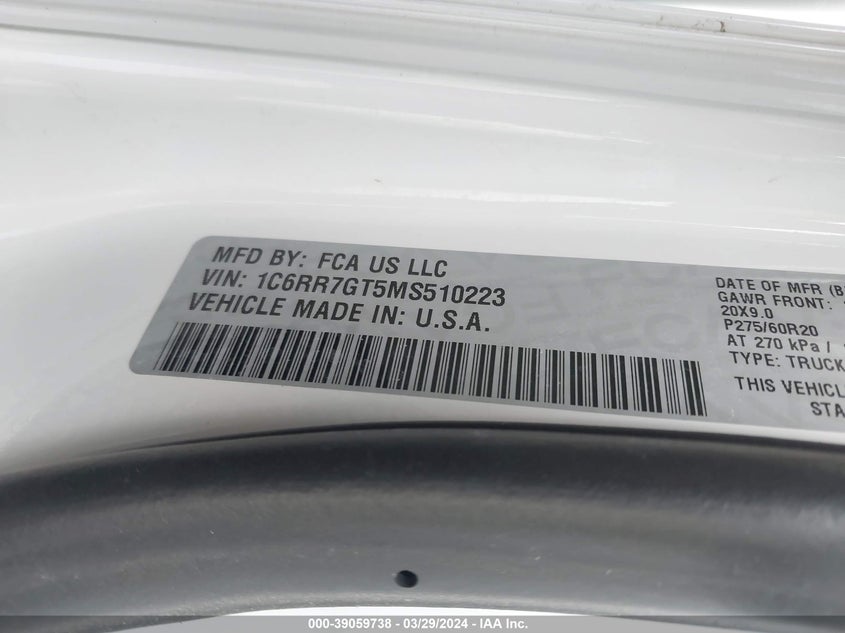 MFD BY: FCA US LLC
VIN: 1C6RR7GT5MS510223
VEHICLE MADE IN: U.S.A.
DATE OF MFR (B
GAWR FRONT:
20X9.0
P275/60R20
AT 270 kPa /
TYPE: TRUCK
THIS VEHICL
STA
000-39059738 - 03/29/2024 - IAA Inc.